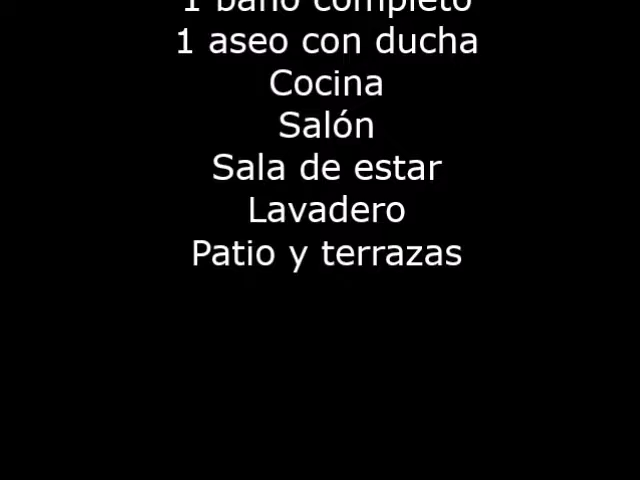 1 baño completo
1 aseo con ducha
Cocina
Salón
Sala de estar
Lavadero
Patio y terrazas